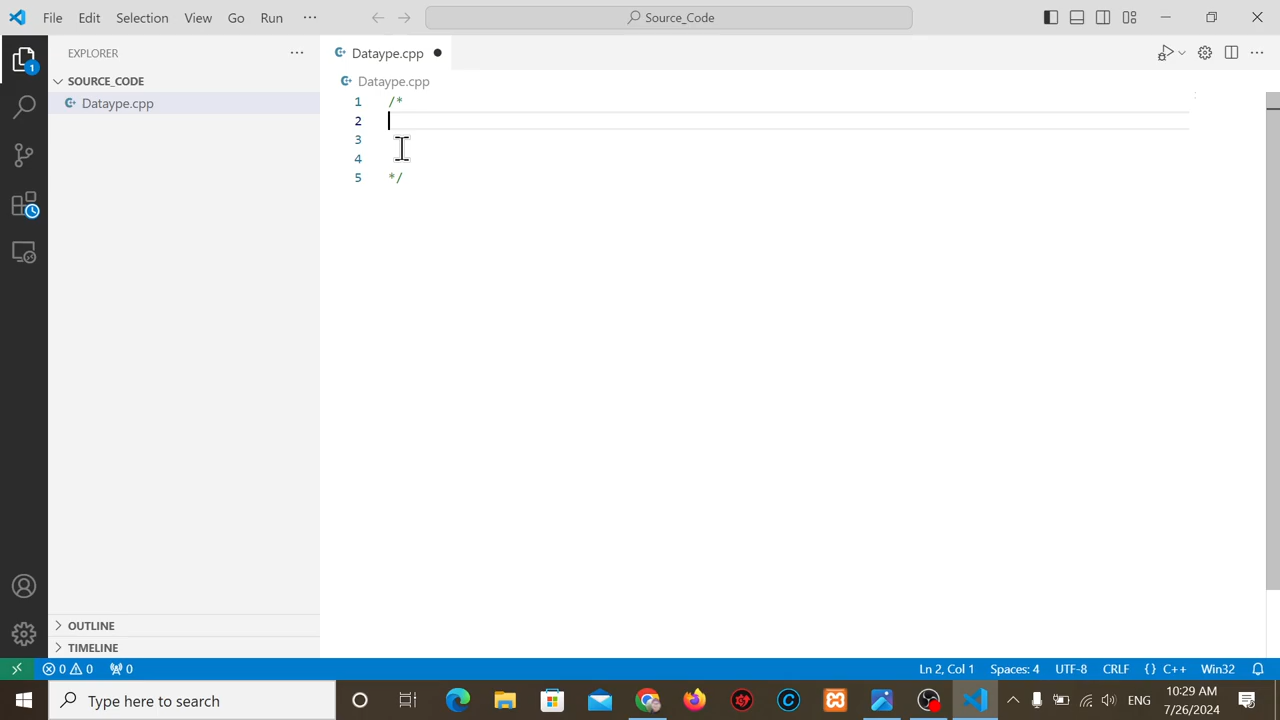 File Edit Selection View Go Run ···
Source_Code
EXPLORER ···
SOURCE_CODE
Dataype.cpp
Dataype.cpp
Dataype.cpp
1 /*
2
3
4
5 */
1
OUTLINE
TIMELINE
0 0 0 Ln 2, Col 1 Spaces: 4 UTF-8 CRLF {} C++ Win32
Type here to search
ENG
10:29 AM
7/26/2024